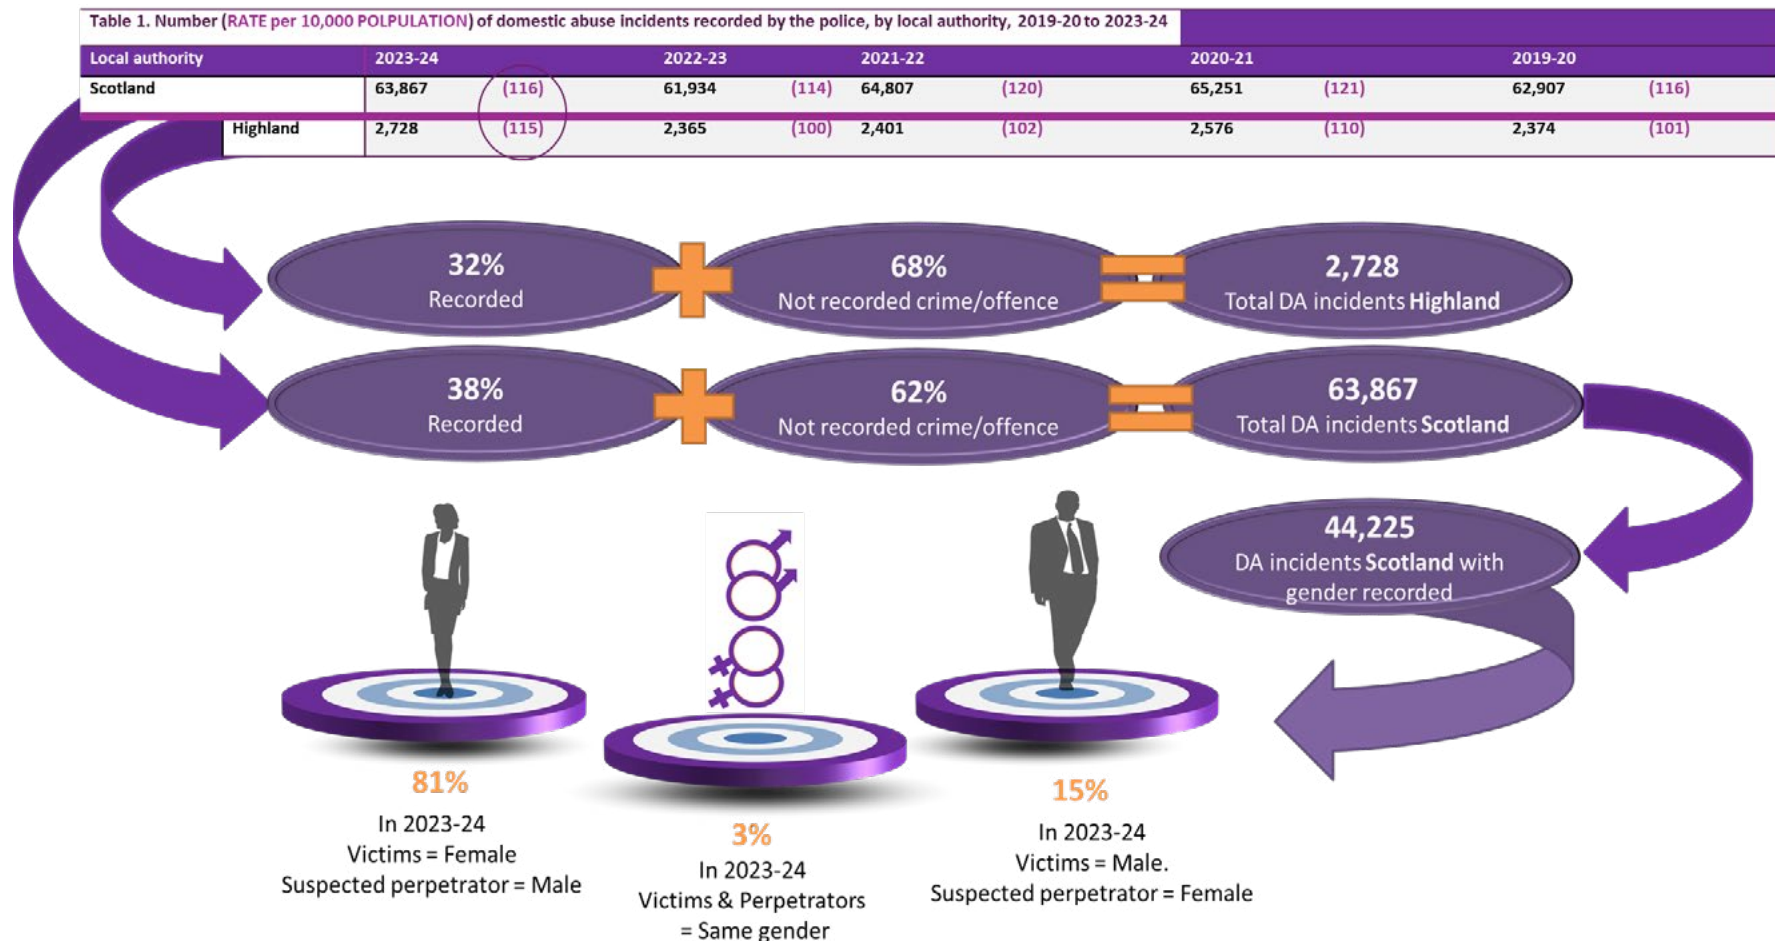 Table 1. Number (RATE per 10,000 POLPULATION) of domestic abuse incidents recorded by the police, by local authority, 2019-20 to 2023-24
Local authority 2023-24 2022-23 2021-22 2020-21 2019-20
Scotland 63,867 (116) 61,934 (114) 64,807 (120) 65,251 (121) 62,907 (116)
Highland 2,728 (115) 2,365 (100) 2,401 (102) 2,576 (110) 2,374 (101)
32%
Recorded
68%
Not recorded crime/offence
2,728
Total DA incidents Highland
38%
Recorded
62%
Not recorded crime/offence
63,867
Total DA incidents Scotland
44,225
DA incidents Scotland with
gender recorded
81%
In 2023-24
Victims = Female
Suspected perpetrator = Male
3%
In 2023-24
Victims & Perpetrators
= Same gender
15%
In 2023-24
Victims = Male.
Suspected perpetrator = Female